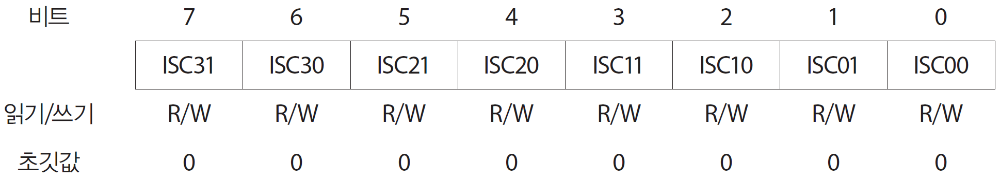 비트 7 6 5 4 3 2 1 0
ISC31 ISC30 ISC21 ISC20 ISC11 ISC10 ISC01 ISC00
읽기/쓰기 R/W R/W R/W R/W R/W R/W R/W R/W
초깃값 0 0 0 0 0 0 0 0